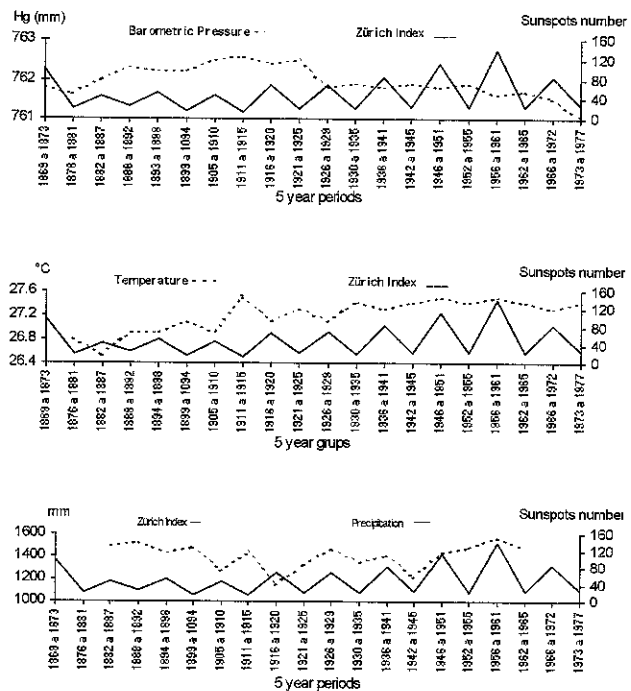 Hg (mm)
Sunspots number
Barometric Pressure
Zürich Index
763
762
761
160
120
80
40
0
1869 a 1873
1878 a 1881
1882 a 1887
1888 a 1892
1893 a 1898
1899 a 1094
1905 a 1910
1911 a 1915
1916 a 1920
1921 a 1925
1926 a 1929
1930 a 1935
1936 a 1941
1942 a 1945
1946 a 1951
1952 a 1955
1956 a 1961
1962 a 1965
1966 a 1972
1973 a 1977
5 year periods
°C
Sunspots number
Temperature
Zürich Index
27.6
27.2
26.8
26.4
160
120
80
40
0
1869 a 1873
1876 a 1881
1882 a 1887
1888 a 1892
1894 a 1898
1899 a 1094
1905 a 1910
1911 a 1915
1916 a 1920
1921 a 1925
1926 a 1929
1930 a 1935
1936 a 1941
1942 a 1945
1946 a 1951
1952 a 1955
1956 a 1961
1962 a 1965
1966 a 1972
1973 a 1977
5 year grups
mm
Sunspots number
Zürich Index
Precipitation
1600
1400
1200
1000
160
120
80
40
0
1869 a 1873
1876 a 1881
1882 a 1887
1888 a 1892
1894 a 1898
1899 a 1094
1905 a 1910
1911 a 1915
1916 a 1920
1921 a 1925
1926 a 1929
1930 a 1935
1936 a 1941
1942 a 1945
1946 a 1951
1952 a 1955
1956 a 1961
1962 a 1965
1966 a 1972
1973 a 1977
5 year periods